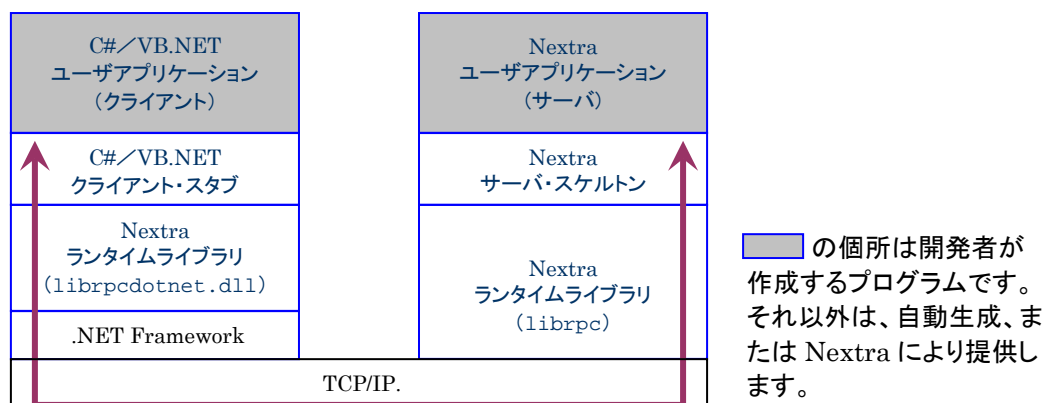 C#／VB.NET
ユーザアプリケーション
（クライアント）
C#／VB.NET
クライアント・スタブ
Nextra
ランタイムライブラリ
(librpcdotnet.dll)
.NET Framework
Nextra
ユーザアプリケーション
（サーバ）
Nextra
サーバ・スケルトン
Nextra
ランタイムライブラリ
(librpc)
TCP/IP.
の個所は開発者が
作成するプログラムです。
それ以外は、自動生成、ま
たは Nextra により提供し
ます。